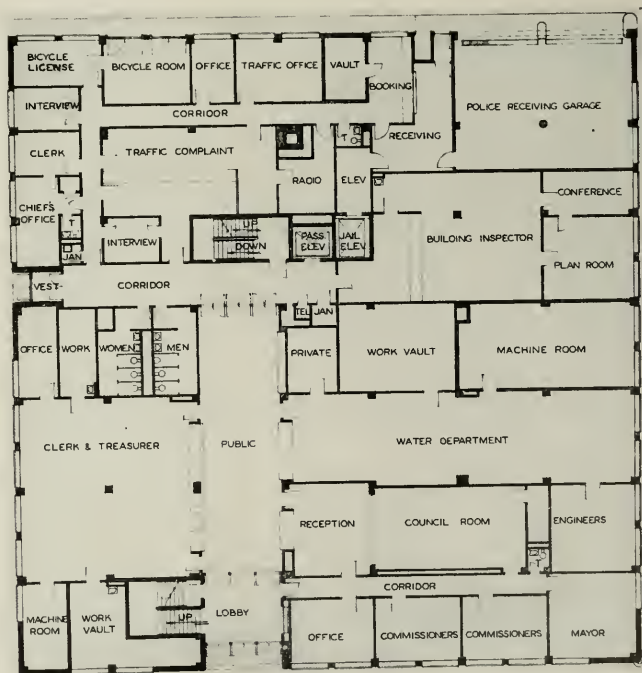 BICYCLE
LICENSE
BICYCLE ROOM
OFFICE
TRAFFIC OFFICE
VAULT
BOOKING
POLICE RECEIVING GARAGE
INTERVIEW
CORRIDOR
RECEIVING
CLERK
TRAFFIC COMPLAINT
T
RADIO
ELEV
CHIEF'S
OFFICE
T
JAN
INTERVIEW
UP
DOWN
PASS
ELEV
JAIL
ELEV
BUILDING INSPECTOR
CONFERENCE
PLAN ROOM
VEST
CORRIDOR
TEL
JAN
OFFICE
WORK
WOMEN
MEN
PRIVATE
WORK VAULT
MACHINE ROOM
CLERK & TREASURER
PUBLIC
WATER DEPARTMENT
RECEPTION
COUNCIL ROOM
ENGINEERS
T
CORRIDOR
MACHINE
ROOM
WORK
VAULT
UP
LOBBY
OFFICE
COMMISSIONERS
COMMISSIONERS
MAYOR